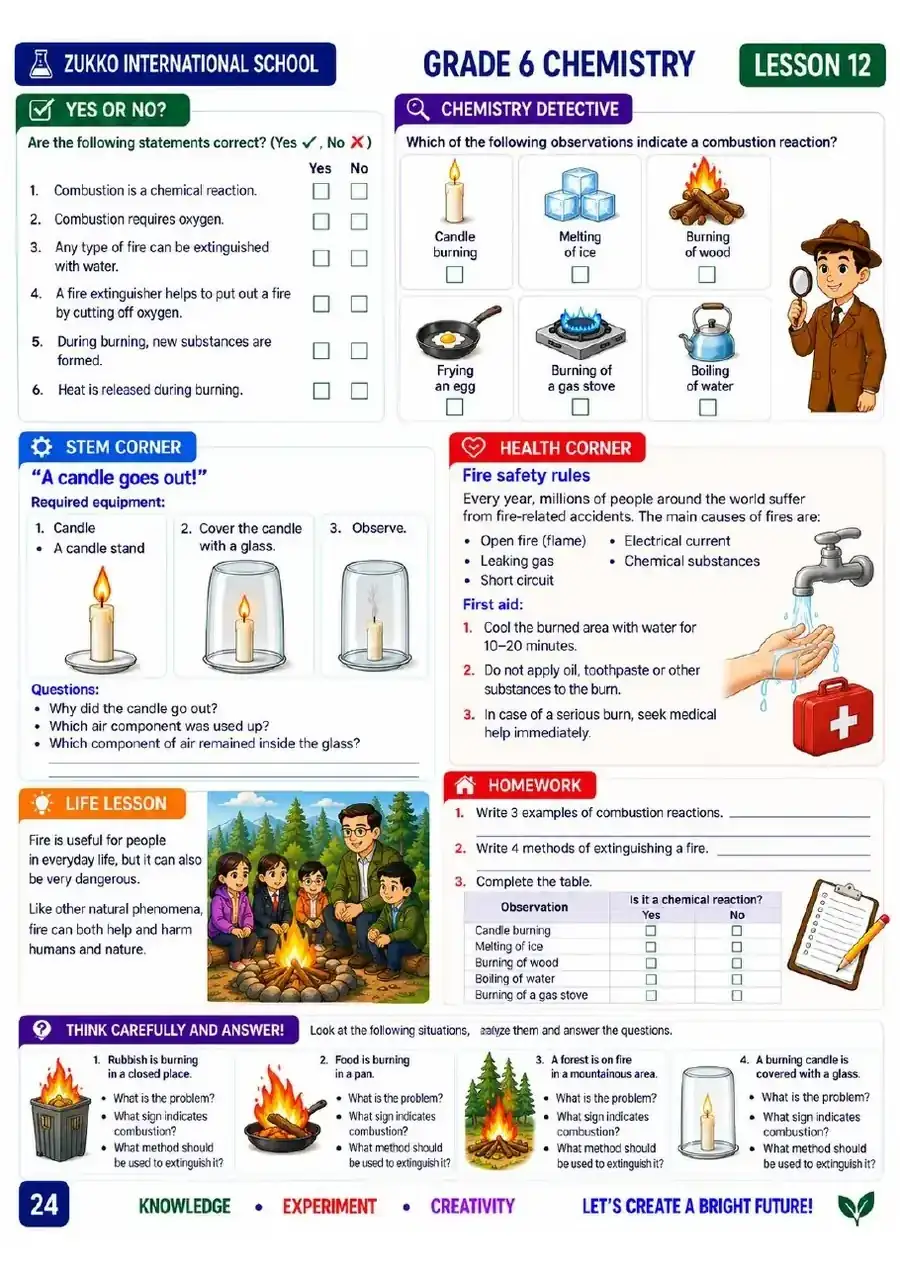 ZUKKO INTERNATIONAL SCHOOL
GRADE 6 CHEMISTRY
LESSON 12
YES OR NO?
Are the following statements correct? (Yes ✓, No ✗)
Yes No
1. Combustion is a chemical reaction.
2. Combustion requires oxygen.
3. Any type of fire can be extinguished
with water.
4. A fire extinguisher helps to put out a fire
by cutting off oxygen.
5. During burning, new substances are
formed.
6. Heat is released during burning.
CHEMISTRY DETECTIVE
Which of the following observations indicate a combustion reaction?
Candle
burning
Melting
of ice
Burning
of wood
Frying
an egg
Burning of
a gas stove
Boiling
of water
STEM CORNER
“A candle goes out!”
Required equipment:
1. Candle
• A candle stand
2. Cover the candle
with a glass.
3. Observe.
Questions:
• Why did the candle go out?
• Which air component was used up?
• Which component of air remained inside the glass?
HEALTH CORNER
Fire safety rules
Every year, millions of people around the world suffer
from fire-related accidents. The main causes of fires are:
• Open fire (flame)
• Leaking gas
• Short circuit
• Electrical current
• Chemical substances
First aid:
1. Cool the burned area with water for
10–20 minutes.
2. Do not apply oil, toothpaste or other
substances to the burn.
3. In case of a serious burn, seek medical
help immediately.
LIFE LESSON
Fire is useful for people
in everyday life, but it can also
be very dangerous.
Like other natural phenomena,
fire can both help and harm
humans and nature.
HOMEWORK
1. Write 3 examples of combustion reactions.
2. Write 4 methods of extinguishing a fire.
3. Complete the table.
Observation
Is it a chemical reaction?
Yes No
Candle burning
Melting of ice
Burning of wood
Boiling of water
Burning of a gas stove
THINK CAREFULLY AND ANSWER!
Look at the following situations, them and answer the questions.
1. Rubbish is burning
in a closed place.
• What is the problem?
• What sign indicates
combustion?
• What method should
be used to extinguish it?
2. Food is burning
in a pan.
• What is the problem?
• What sign indicates
combustion?
• What method should
be used to extinguish it?
3. A forest is on fire
in a mountainous area.
• What is the problem?
• What sign indicates
combustion?
• What method should
be used to extinguish it?
4. A burning candle is
covered with a glass.
• What is the problem?
• What sign indicates
combustion?
• What method should
be used to extinguish it?
24
KNOWLEDGE • EXPERIMENT • CREATIVITY
LET'S CREATE A BRIGHT FUTURE!